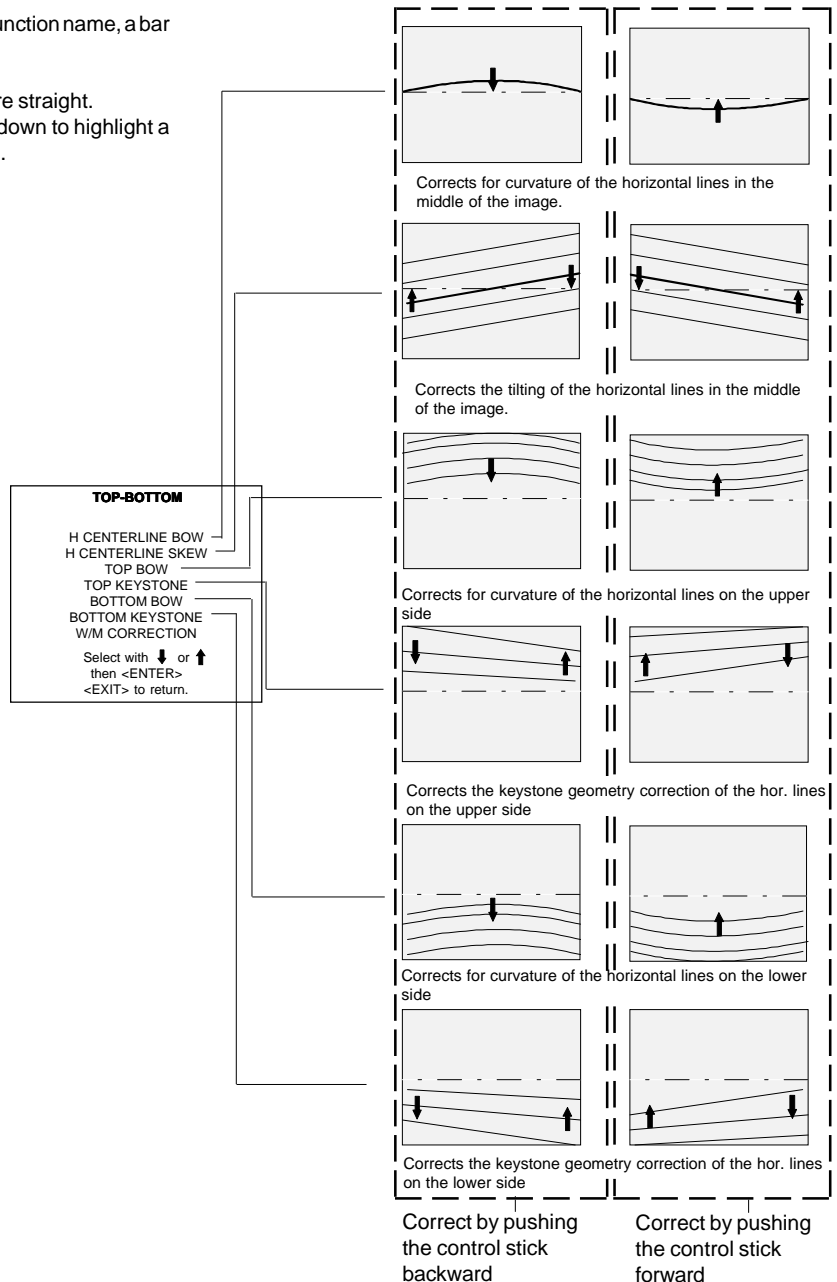 unction name, a bar
re straight.
down to highlight a
.
TOP-BOTTOM
H CENTERLINE BOW
H CENTERLINE SKEW
TOP BOW
TOP KEYSTONE
BOTTOM BOW
BOTTOM KEYSTONE
W/M CORRECTION
Select with or
then <ENTER>
<EXIT> to return.
Corrects for curvature of the horizontal lines in the
middle of the image.
Corrects the tilting of the horizontal lines in the middle
of the image.
Corrects for curvature of the horizontal lines on the upper
side
Corrects the keystone geometry correction of the hor. lines
on the upper side
Corrects for curvature of the horizontal lines on the lower
side
Corrects the keystone geometry correction of the hor. lines
on the lower side
Correct by pushing
the control stick
backward
Correct by pushing
the control stick
forward